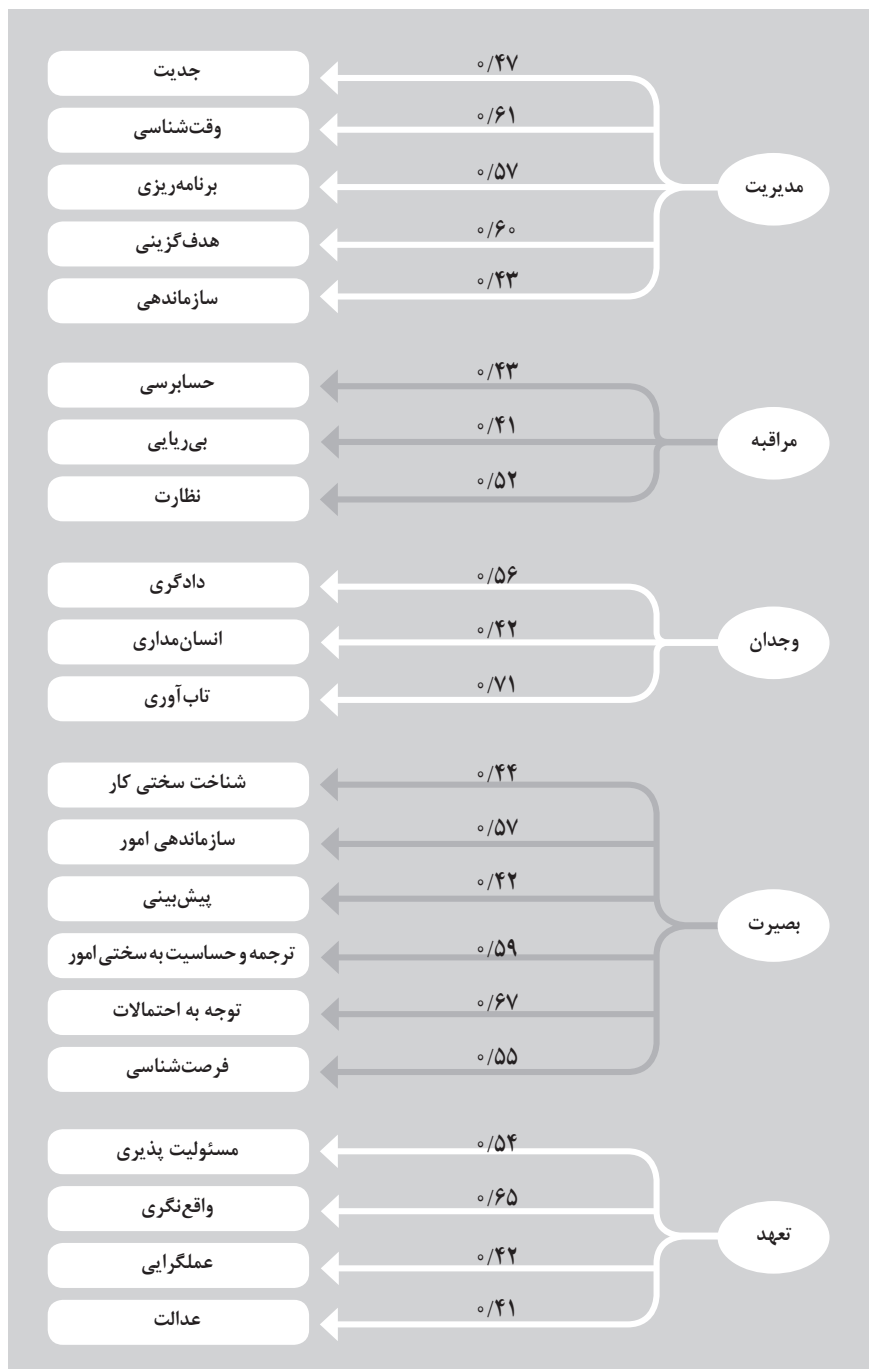 مدیریت
۰/۴۷
جدیت
۰/۶۱
وقت‌شناسی
۰/۵۷
برنامه‌ریزی
۰/۶۰
هدف‌گزینی
۰/۴۳
سازماندهی
مراقبه
۰/۴۳
حسابرسی
۰/۴۱
بی‌ریایی
۰/۵۲
نظارت
وجدان
۰/۵۶
دادگری
۰/۴۲
انسان‌مداری
۰/۷۱
تاب‌آوری
بصیرت
۰/۴۴
شناخت سختی کار
۰/۵۷
سازماندهی امور
۰/۴۲
پیش‌بینی
۰/۵۹
ترجمه و حساسیت به سختی امور
۰/۶۷
توجه به احتمالات
۰/۵۵
فرصت‌شناسی
تعهد
۰/۵۴
مسئولیت پذیری
۰/۶۵
واقع‌نگری
۰/۴۲
عملگرایی
۰/۴۱
عدالت